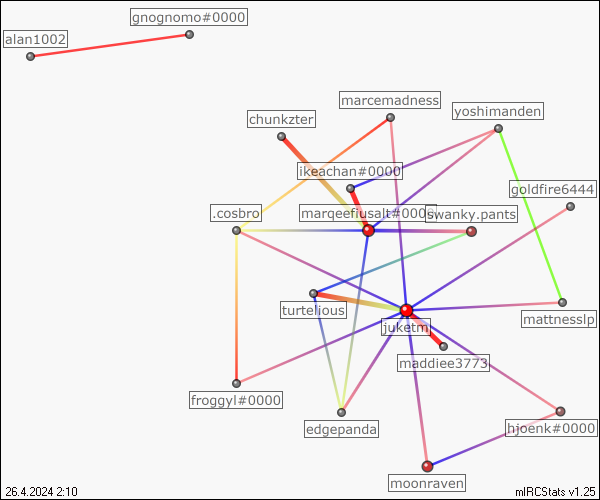 gnognomo#0000
alan1002
marcemadness
yoshimanden
chunkzter
ikeachan#0000
goldfire6444
.cosbro
marqeefiusalt#0000
swanky.pants
turtelious
juketm
mattnesslp
maddiee3773
froggyl#0000
edgepanda
hjoenk#0000
moonraven
26.4.2024 2:10
mIRCStats v1.25